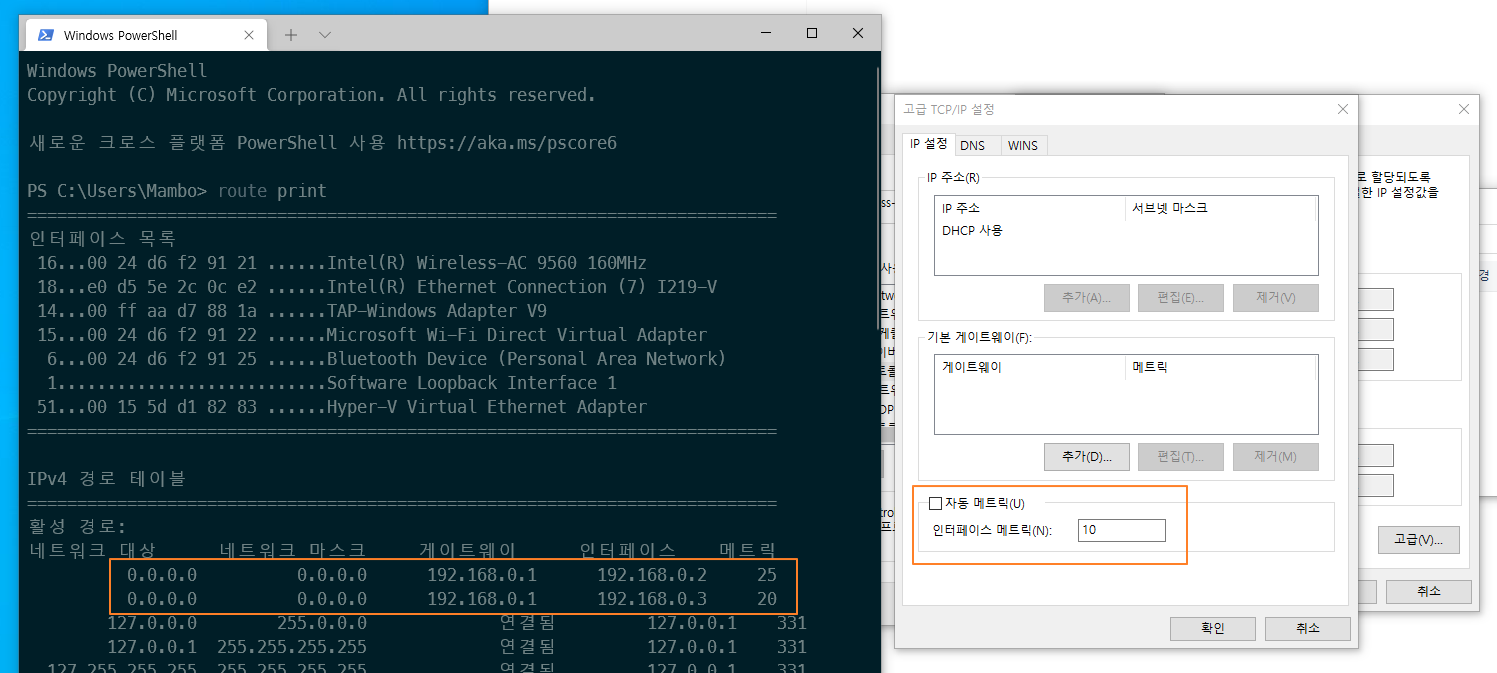 Windows PowerShell
Windows PowerShell
Copyright (C) Microsoft Corporation. All rights reserved.
새로운 크로스 플랫폼 PowerShell 사용 https://aka.ms/pscore6
PS C:\Users\Mambo> route print
===========================================================================
인터페이스 목록
16...00 24 d6 f2 91 21 ......Intel(R) Wireless-AC 9560 160MHz
18...e0 d5 5e 2c 0c e2 ......Intel(R) Ethernet Connection (7) I219-V
14...00 ff aa d7 88 1a ......TAP-Windows Adapter V9
15...00 24 d6 f2 91 22 ......Microsoft Wi-Fi Direct Virtual Adapter
6...00 24 d6 f2 91 25 ......Bluetooth Device (Personal Area Network)
1...........................Software Loopback Interface 1
51...00 15 5d d1 82 83 ......Hyper-V Virtual Ethernet Adapter
===========================================================================
IPv4 경로 테이블
===========================================================================
활성 경로:
네트워크 대상 네트워크 마스크 게이트웨이 인터페이스 메트릭
0.0.0.0 0.0.0.0 192.168.0.1 192.168.0.2 25
0.0.0.0 0.0.0.0 192.168.0.1 192.168.0.3 20
127.0.0.0 255.0.0.0 연결됨 127.0.0.1 331
127.0.0.1 255.255.255.255 연결됨 127.0.0.1 331
127.255.255.255 255.255.255.255 연결됨 127.0.0.1 331
고급 TCP/IP 설정
IP 설정 DNS WINS
IP 주소(R)
IP 주소 서브넷 마스크
DHCP 사용
추가(A)... 편집(E)... 제거(V)
기본 게이트웨이(F):
게이트웨이 메트릭
추가(D)... 편집(T)... 제거(M)
자동 메트릭(U)
인터페이스 메트릭(N): 10
확인 취소
로 할당되도록
한 IP 설정값을
고급(V)...
취소
경